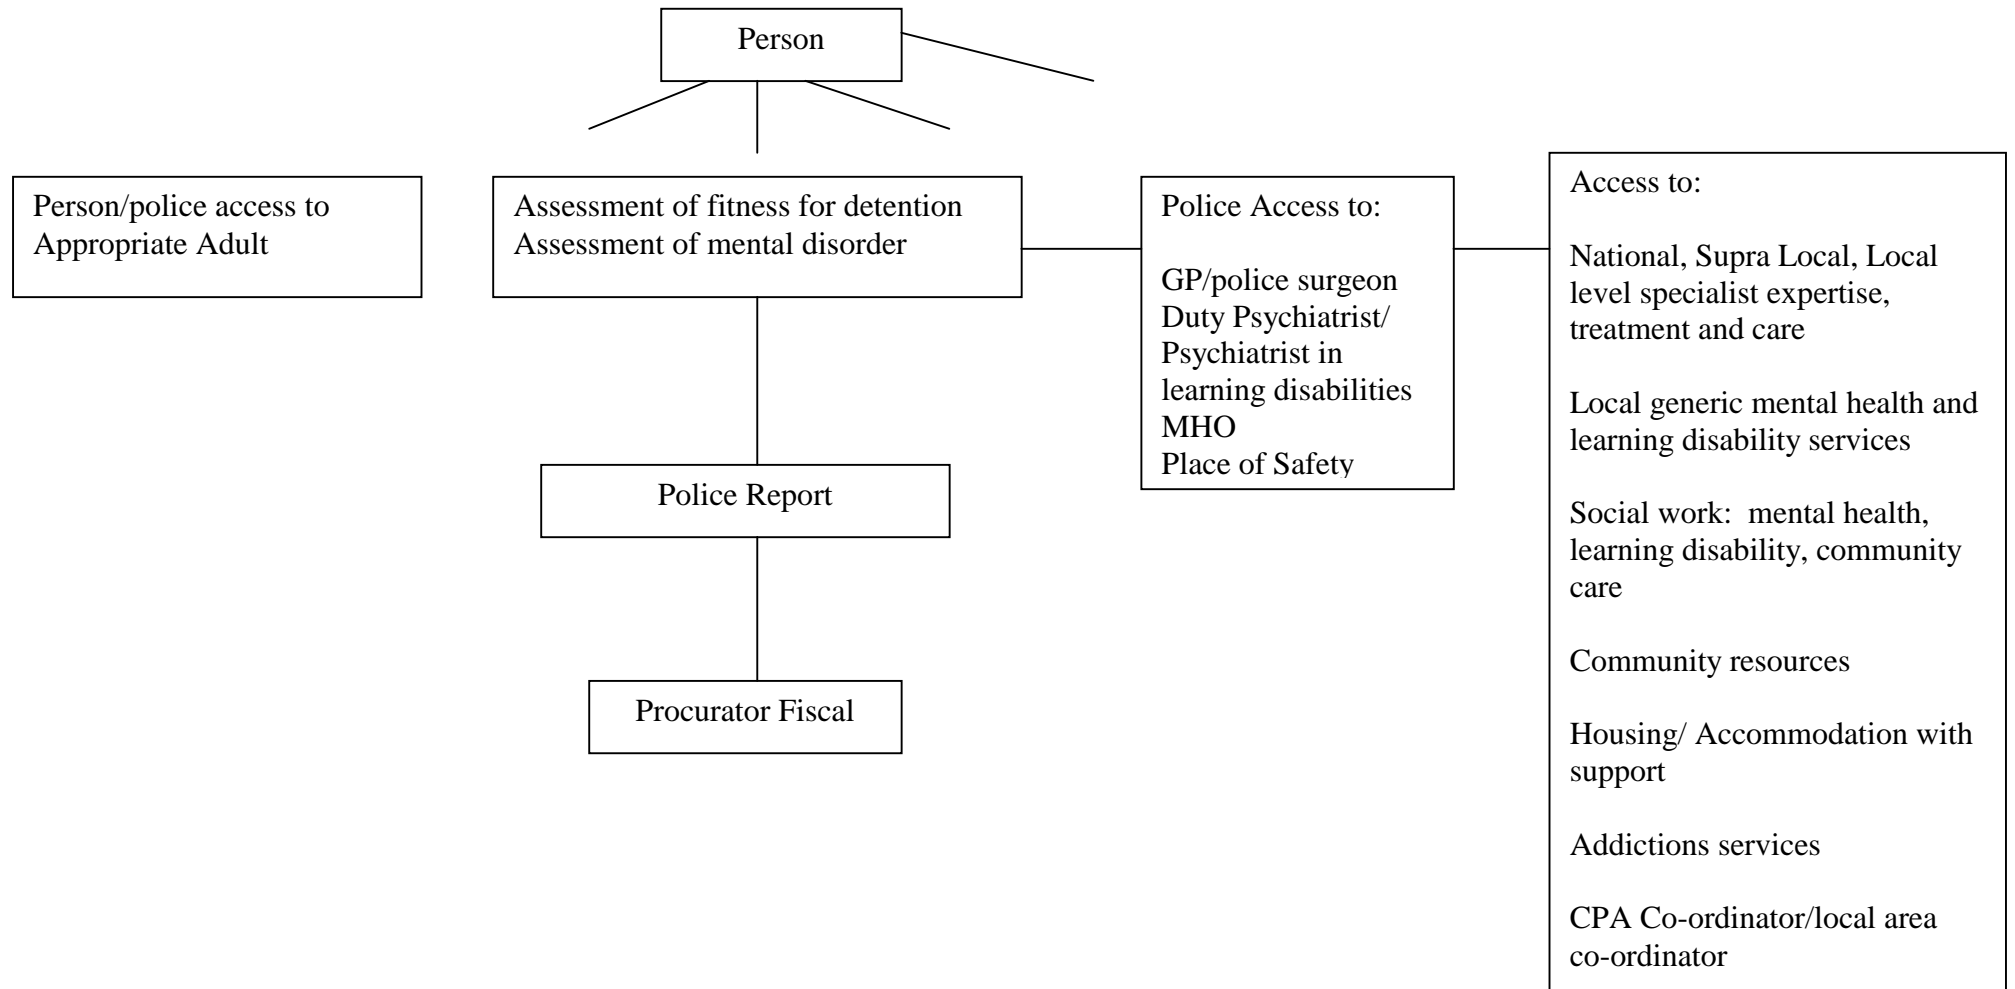 Person
Person/police access to
Appropriate Adult
Assessment of fitness for detention
Assessment of mental disorder
Police Access to:
GP/police surgeon
Duty Psychiatrist/
Psychiatrist in
learning disabilities
MHO
Place of Safety
Access to:
National, Supra Local, Local
level specialist expertise,
treatment and care
Local generic mental health and
learning disability services
Social work:  mental health,
learning disability, community
care
Community resources
Housing/ Accommodation with
support
Addictions services
CPA Co-ordinator/local area
co-ordinator
Police Report
Procurator Fiscal